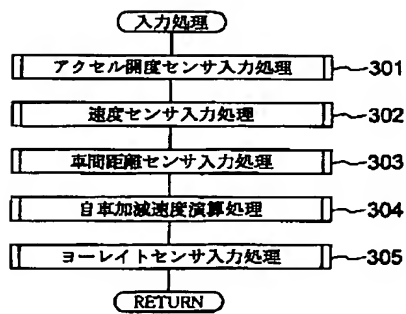 入力処理
アクセル開度センサ入力処理 301
速度センサ入力処理 302
車間距離センサ入力処理 303
自車加減速度演算処理 304
ヨーレイトセンサ入力処理 305
RETURN